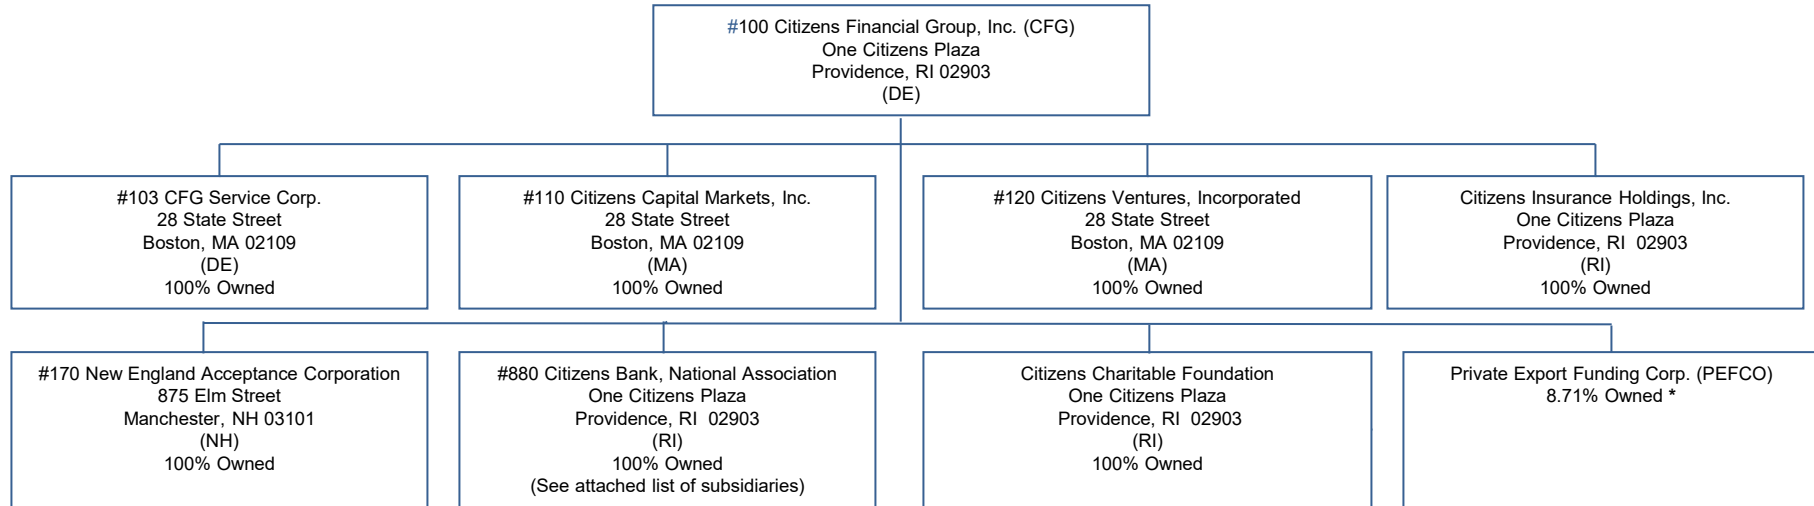 #100 Citizens Financial Group, Inc. (CFG)
One Citizens Plaza
Providence, RI 02903
(DE)
#103 CFG Service Corp.
28 State Street
Boston, MA 02109
(DE)
100% Owned
#110 Citizens Capital Markets, Inc.
28 State Street
Boston, MA 02109
(MA)
100% Owned
#120 Citizens Ventures, Incorporated
28 State Street
Boston, MA 02109
(MA)
100% Owned
Citizens Insurance Holdings, Inc.
One Citizens Plaza
Providence, RI 02903
(RI)
100% Owned
#170 New England Acceptance Corporation
875 Elm Street
Manchester, NH 03101
(NH)
100% Owned
#880 Citizens Bank, National Association
One Citizens Plaza
Providence, RI 02903
(RI)
100% Owned
(See attached list of subsidiaries)
Citizens Charitable Foundation
One Citizens Plaza
Providence, RI 02903
(RI)
100% Owned
Private Export Funding Corp. (PEFCO)
8.71% Owned *